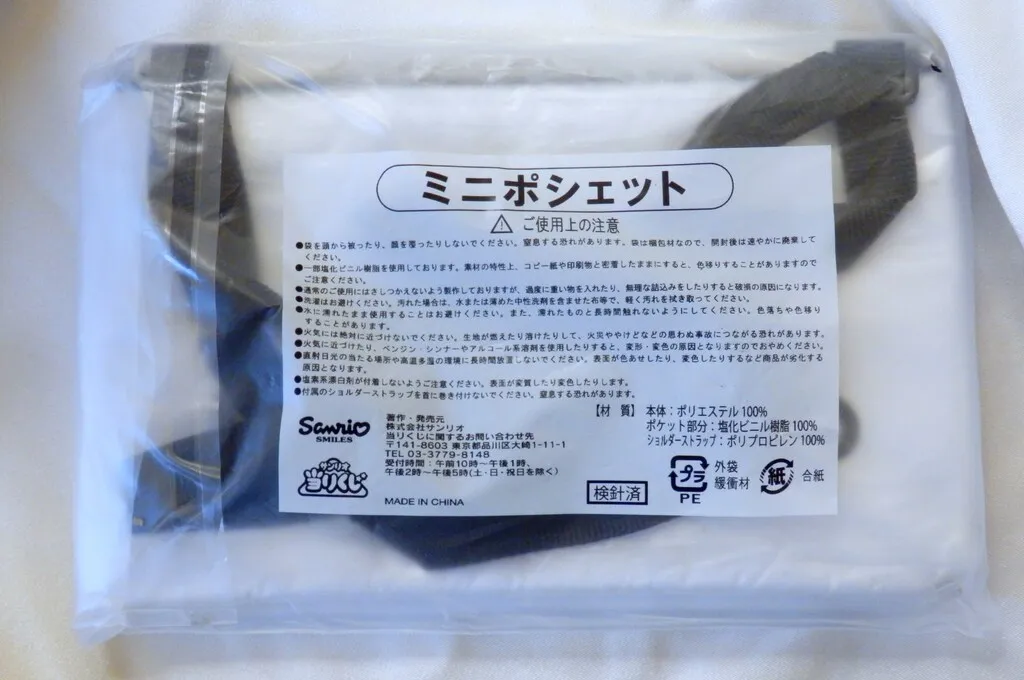 ミニポシェット
⚠ ご使用上の注意
●袋を頭から被ったり、顔を覆ったりしないでください。窒息する恐れがあります。袋は梱包材なので、開封後は速やかに廃棄して
ください。
●一部塩化ビニル樹脂を使用しております。素材の特性上、コピー紙や印刷物と密着したままにすると、色移りすることがありますので
ご注意ください。
●通常のご使用にはさしつかえないよう製作しておりますが、過度に重い物を入れたり、無理な詰込みをしたりすると破損の原因になります。
●洗濯はお避けください。汚れた場合は、水または薄めた中性洗剤を含ませた布等で、軽く汚れを拭き取ってください。
●水に濡れたまま使用することはお避けください。また、濡れたものと長時間触れないようにしてください。色落ちや色移り
することがあります。
●火気には絶対に近づけないでください。生地が燃えたり溶けたりして、火災ややけどなどの思わぬ事故につながる恐れがあります。
●火気に近づけたり、ベンジン・シンナーやアルコール系溶剤を使用したりすると、変形・変色の原因となりますのでおやめください。
●直射日光の当たる場所や高温多湿の環境に長時間放置しないでください。表面が色あせしたり、変色したりするなど商品が劣化する
原因となります。
●塩素系漂白剤が付着しないようご注意ください。表面が変質したり変色したりします。
●付属のショルダーストラップを首に巻き付けないでください。窒息する恐れがあります。
【材 質】 本体：ポリエステル 100%
ポケット部分：塩化ビニル樹脂 100%
ショルダーストラップ：ポリプロピレン 100%
Sanrio
SMILES
著作・発売元
株式会社サンリオ
当りくじに関するお問い合わせ先
〒141-8603 東京都品川区大崎1-11-1
TEL 03-3779-8148
受付時間：午前10時〜午後1時、
午後2時〜午後5時(土・日・祝日を除く)
サンリオ
当りくじ
MADE IN CHINA
検針済
プラ
PE
外袋
緩衝材
紙
台紙